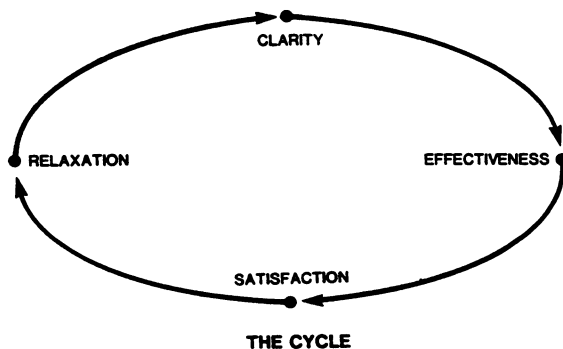 CLARITY
RELAXATION
EFFECTIVENESS
SATISFACTION
THE CYCLE